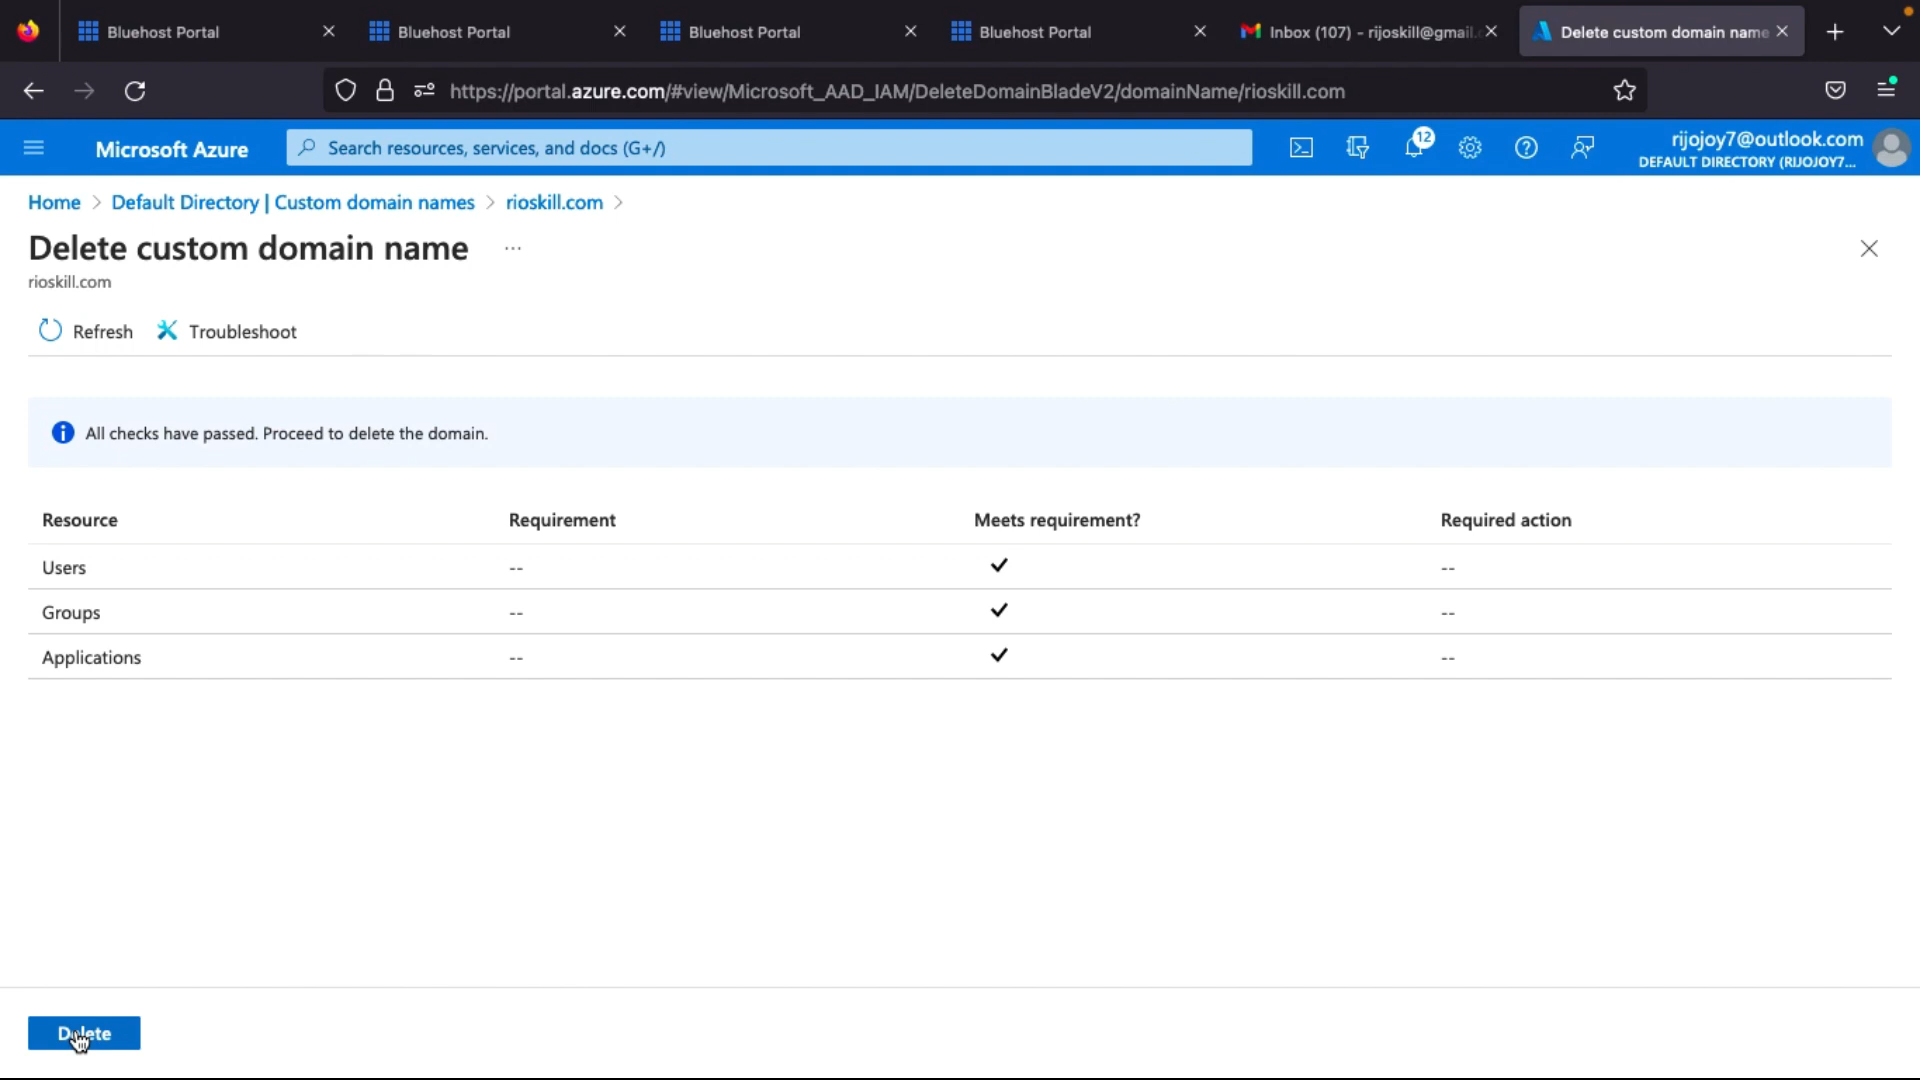 Bluehost Portal
Bluehost Portal
Bluehost Portal
Bluehost Portal
Inbox (107) - rijoskill@gmail.
Delete custom domain name
https://portal.azure.com/#view/Microsoft_AAD_IAM/DeleteDomainBladeV2/domainName/rioskill.com
Microsoft Azure
Search resources, services, and docs (G+/)
12
rijojoy7@outlook.com
DEFAULT DIRECTORY (RIJOJOY7...
Home > Default Directory | Custom domain names > rioskill.com >
Delete custom domain name ...
rioskill.com
Refresh Troubleshoot
All checks have passed. Proceed to delete the domain.
Resource Requirement Meets requirement? Required action
Users -- ✓ --
Groups -- ✓ --
Applications -- ✓ --
Delete